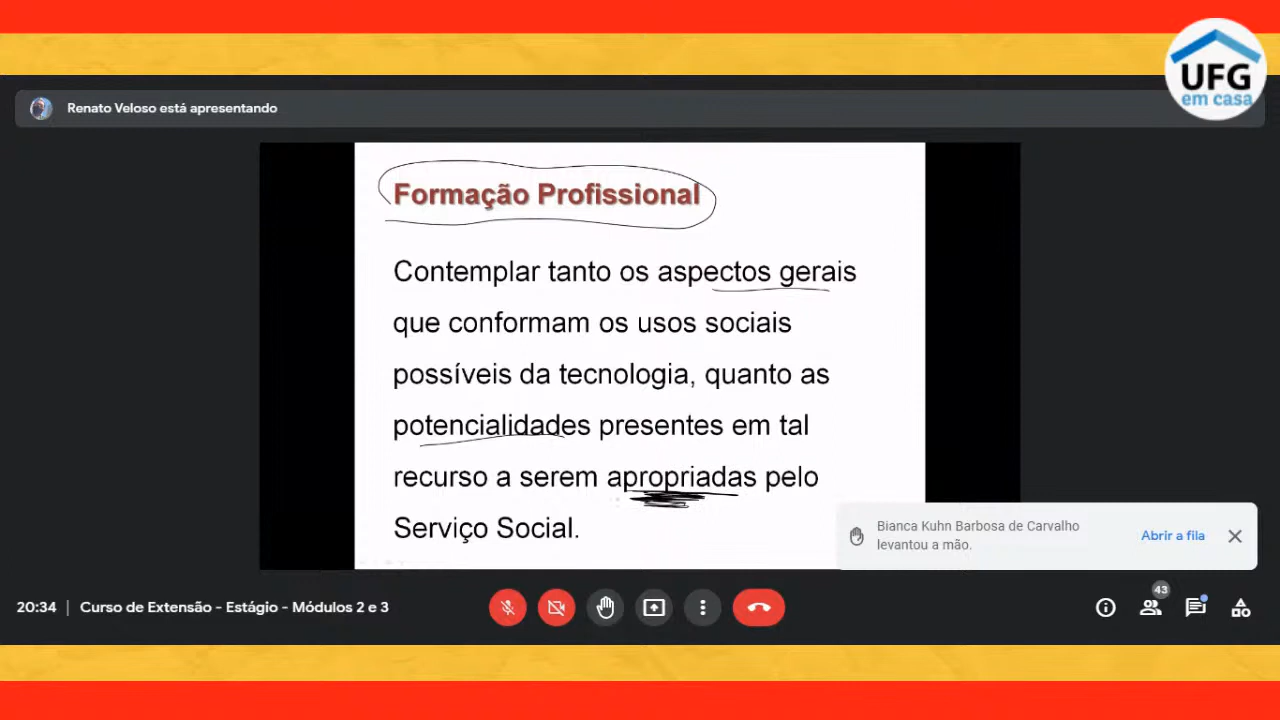 UFG
em casa
Renato Veloso está apresentando
Formação Profissional
Contemplar tanto os aspectos gerais
que conformam os usos sociais
possíveis da tecnologia, quanto as
potencialidades presentes em tal
recurso a serem apropriadas pelo
Serviço Social.
Bianca Kuhn Barbosa de Carvalho
levantou a mão.
Abrir a fila
20:34 | Curso de Extensão - Estágio - Módulos 2 e 3
43